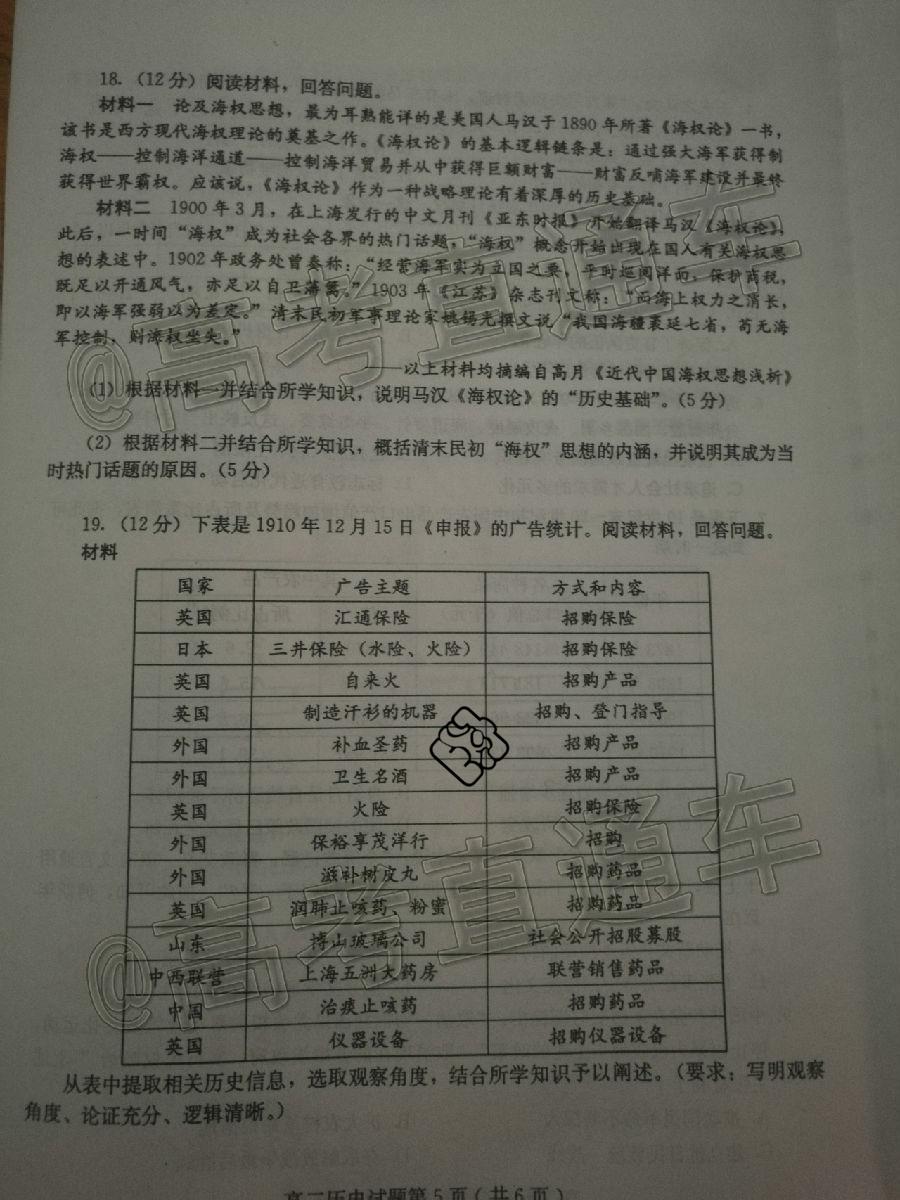 18.（12分）阅读材料，回答问题。
材料一 论及海权思想，最为耳熟能详的是美国人马汉于1890年所著《海权论》一书，
该书是西方现代海权理论的奠基之作。《海权论》的基本逻辑链条是：通过强大海军获得制
海权——控制海洋通道——控制海洋贸易并从中获得巨额财富——财富反哺海军建设并最终
获得世界霸权。应该说，《海权论》作为一种战略理论有着深厚的历史基础。
材料二 1900年3月，在上海发行的中文月刊《亚东时报》开始翻译马汉《海权论》，
此后，一时间“海权”成为社会各界的热门话题，“海权”概念开始出现在国人有关海权思
想的表述中。1902年政务处曾奏称：“经营海军实为立国之要，平时巡阅洋面，保护商税，
既足以开通风气，亦足以自卫藩篱。”1903年《江苏》杂志刊文称：“而海上权力之消长，
即以海军强弱以为差定。”清末民初军事理论家姚锡光撰文说“我国海疆袤延七省，苟无海
军控制，则海权坐失。”
——以上材料均摘编自高月《近代中国海权思想浅析》
（1）根据材料一并结合所学知识，说明马汉《海权论》的“历史基础”。（5分）
（2）根据材料二并结合所学知识，概括清末民初“海权”思想的内涵，并说明其成为当
时热门话题的原因。（5分）
19.（12分）下表是1910年12月15日《申报》的广告统计。阅读材料，回答问题。
材料
国家 广告主题 方式和内容
英国 汇通保险 招购保险
日本 三井保险（水险、火险） 招购保险
英国 自来火 招购产品
英国 制造汗衫的机器 招购、登门指导
外国 补血圣药 招购产品
外国 卫生名酒 招购产品
英国 火险 招购保险
外国 保裕享茂洋行 招购
外国 滋补树皮丸 招购药品
英国 润肺止咳药、粉蜜 招购药品
山东 博山玻璃公司 社会公开招股募股
中西联营 上海五洲大药房 联营销售药品
中国 治痰止咳药 招购药品
英国 仪器设备 招购仪器设备
从表中提取相关历史信息，选取观察角度，结合所学知识予以阐述。（要求：写明观察
角度、论证充分、逻辑清晰。）
高二历史试题第5页（共6页）
@高考直通车
@高考直通车